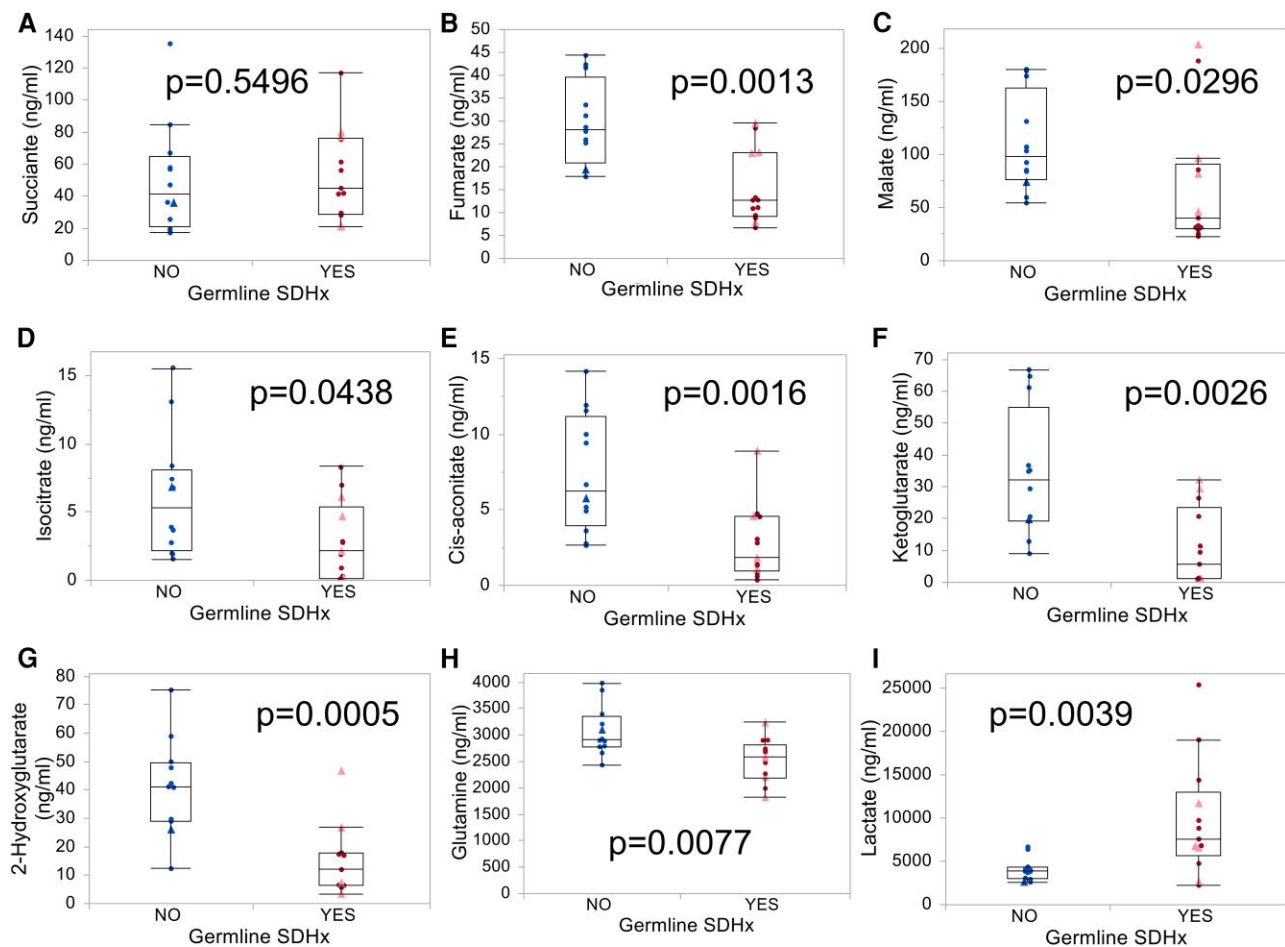 A
Succiante (ng/ml)
140
120
100
80
60
40
20
0
p=0.5496
NO
YES
Germline SDHx
B
Fumarate (ng/ml)
50
45
40
35
30
25
20
15
10
5
0
p=0.0013
NO
YES
Germline SDHx
C
Malate (ng/ml)
200
150
100
50
0
p=0.0296
NO
YES
Germline SDHx
D
Isocitrate (ng/ml)
15
10
5
0
p=0.0438
NO
YES
Germline SDHx
E
Cis-aconitate (ng/ml)
15
10
5
0
p=0.0016
NO
YES
Germline SDHx
F
Ketoglutarate (ng/ml)
70
60
50
40
30
20
10
0
p=0.0026
NO
YES
Germline SDHx
G
2-Hydroxyglutarate
(ng/ml)
80
70
60
50
40
30
20
10
0
p=0.0005
NO
YES
Germline SDHx
H
Glutamine (ng/ml)
4000
3500
3000
2500
2000
1500
1000
500
0
p=0.0077
NO
YES
Germline SDHx
I
Lactate (ng/ml)
25000
20000
15000
10000
5000
0
p=0.0039
NO
YES
Germline SDHx